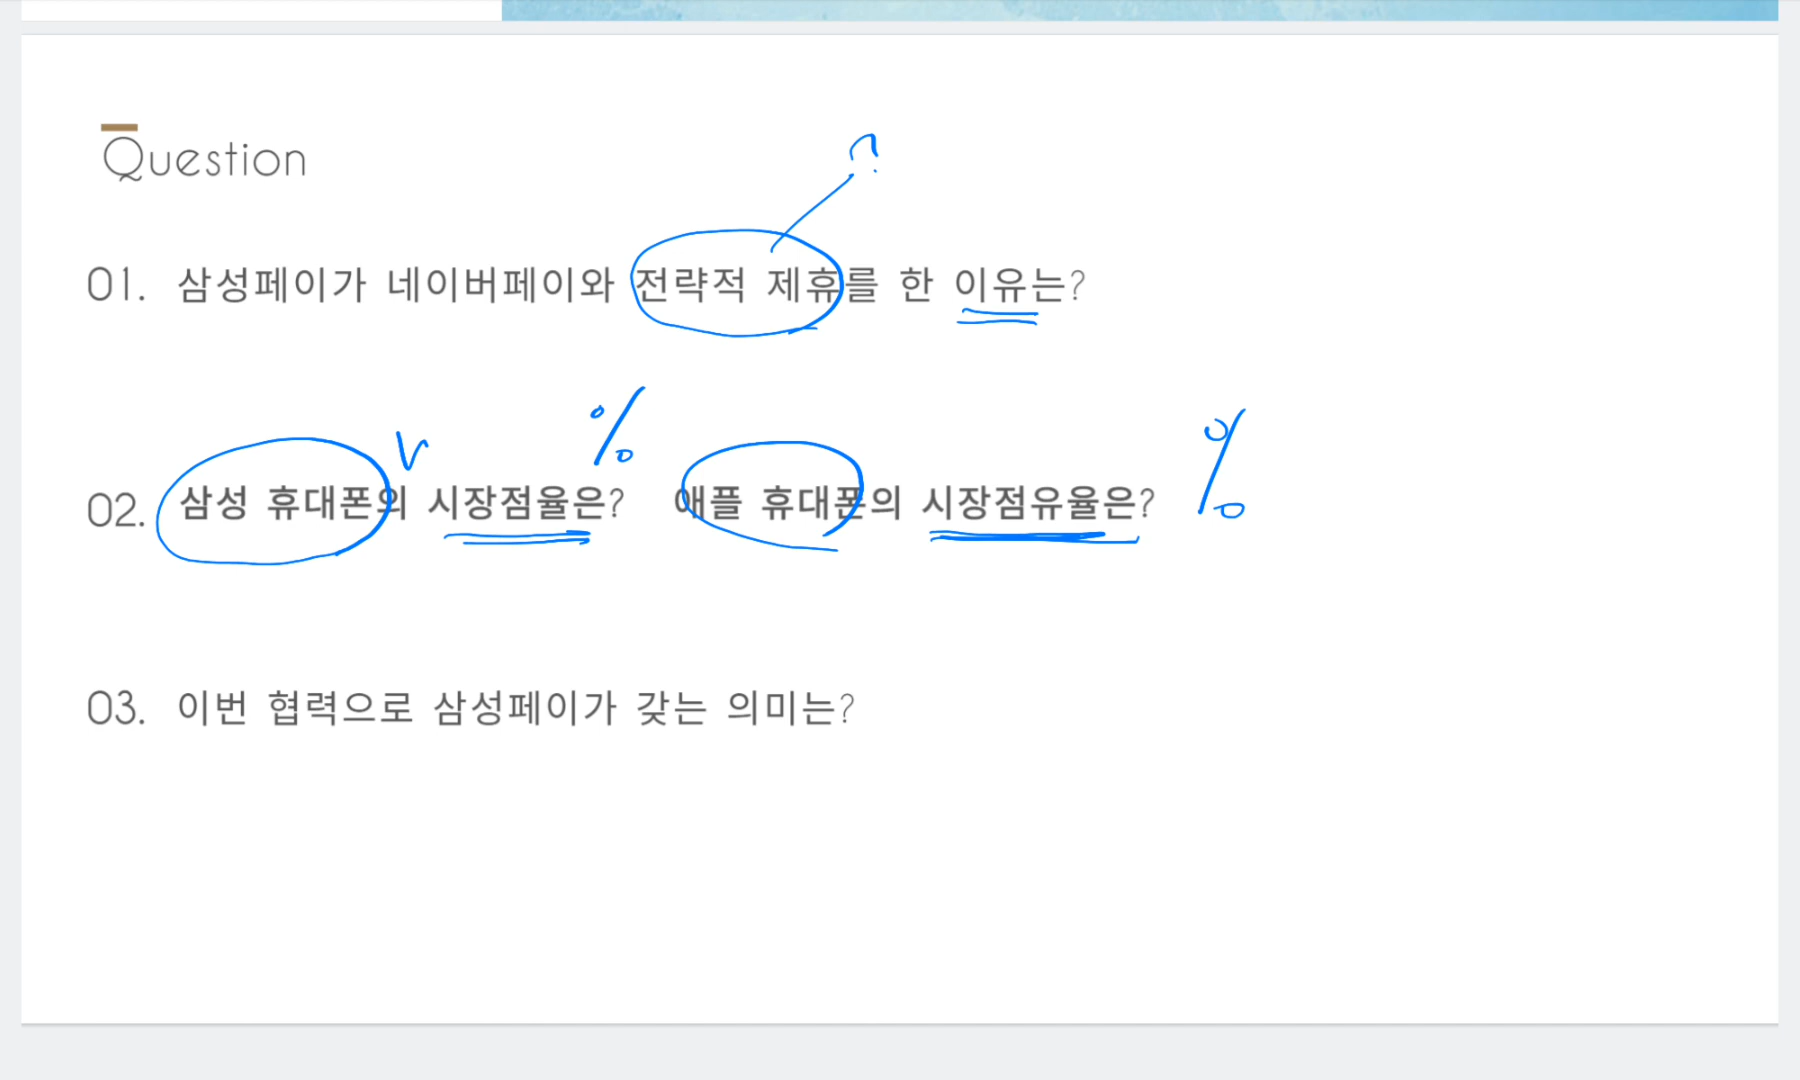 Question
?
01. 삼성페이가 네이버페이와 전략적 제휴를 한 이유는?
% %
02. 삼성 휴대폰의 시장점율은? 애플 휴대폰의 시장점유율은?
03. 이번 협력으로 삼성페이가 갖는 의미는?